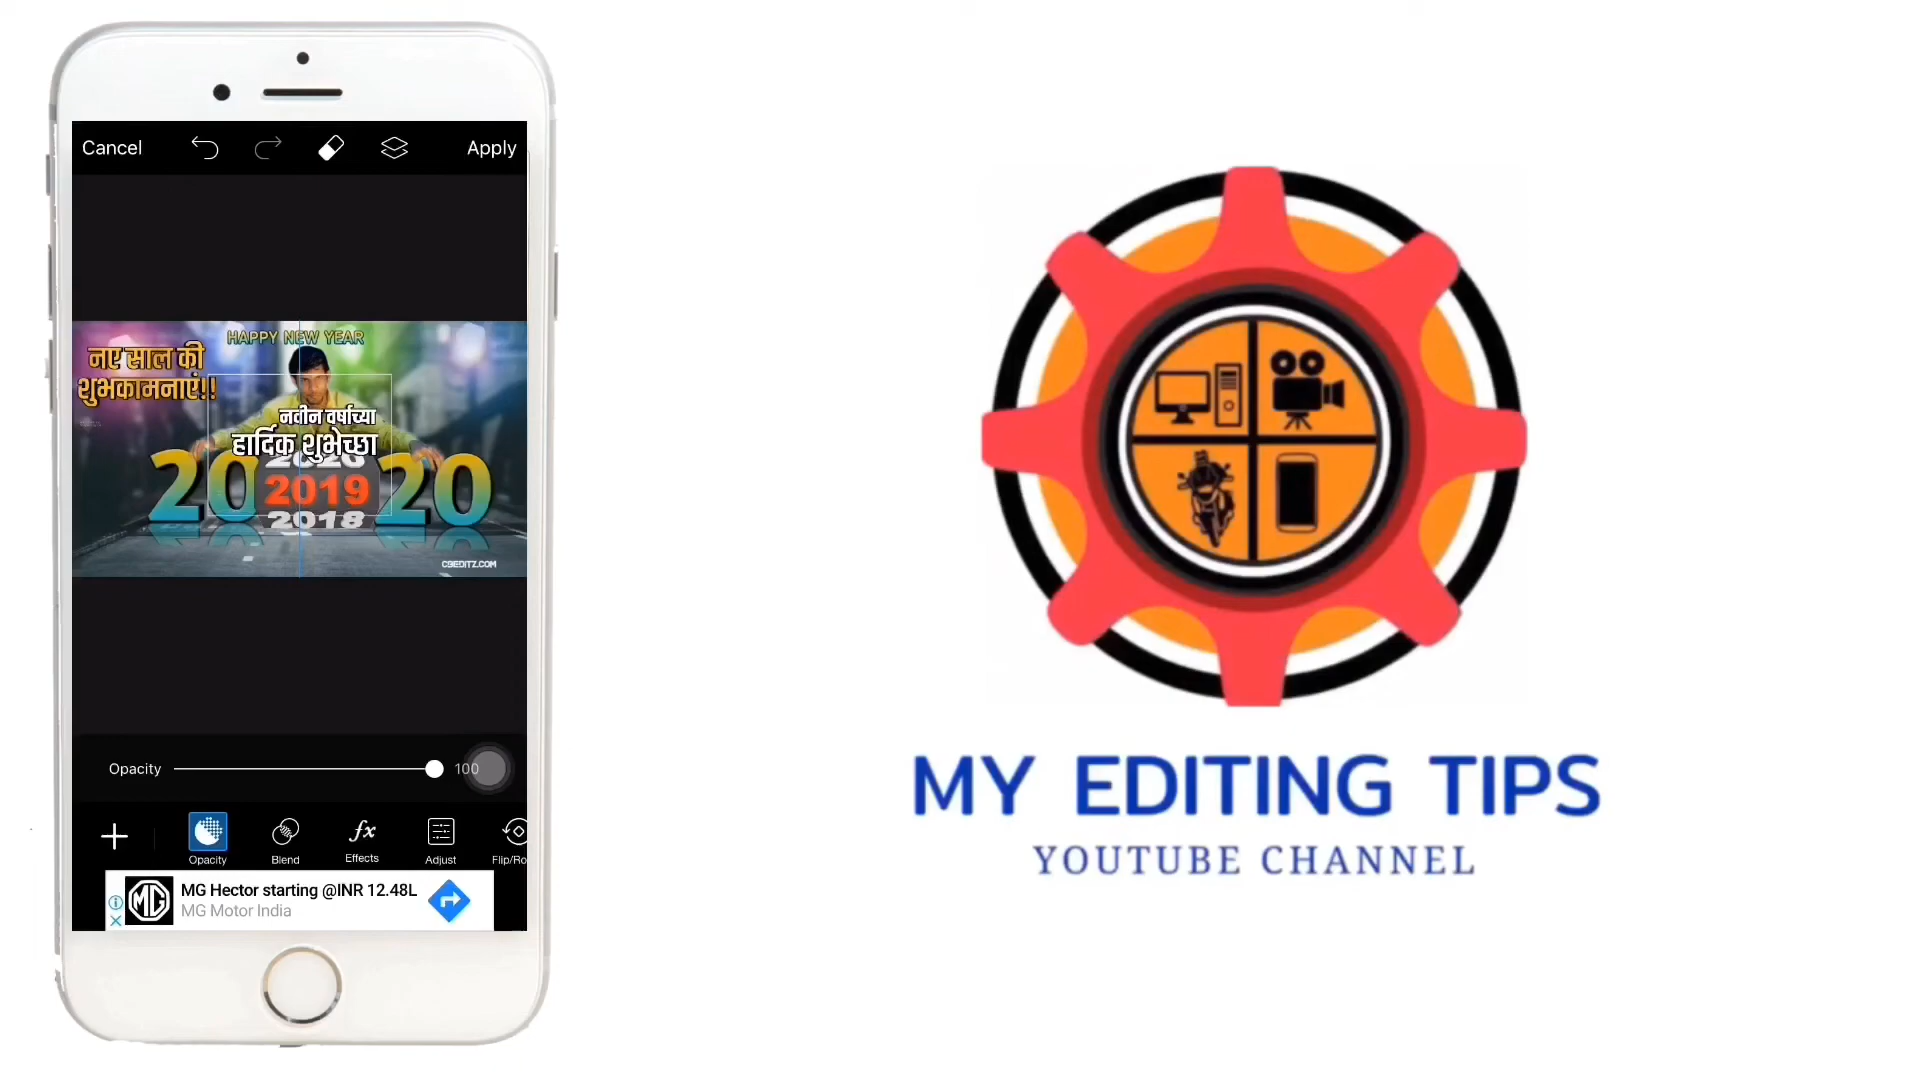 Cancel
Apply
HAPPY NEW YEAR
नए साल की
शुभकामनाएं!!
नवीन वर्षाच्या
हार्दिक शुभेच्छा
2020
20 2019 20
2018
CBEDITZ.COM
Opacity 100
Opacity Blend Effects Adjust Flip/Ro
MG Hector starting @INR 12.48L
MG Motor India
MG
MY EDITING TIPS
YOUTUBE CHANNEL